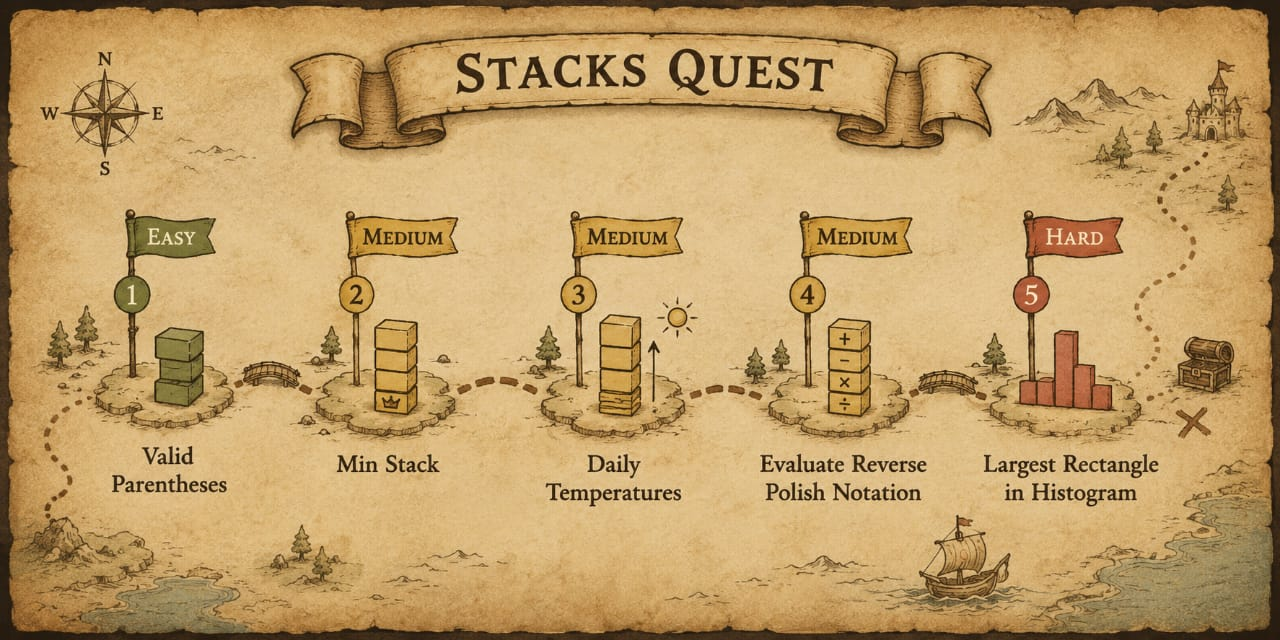 STACKS QUEST
N
W
E
S
EASY
MEDIUM
MEDIUM
MEDIUM
HARD
1
2
3
4
5
+
−
×
÷
Valid
Parentheses
Min Stack
Daily
Temperatures
Evaluate Reverse
Polish Notation
Largest Rectangle
in Histogram